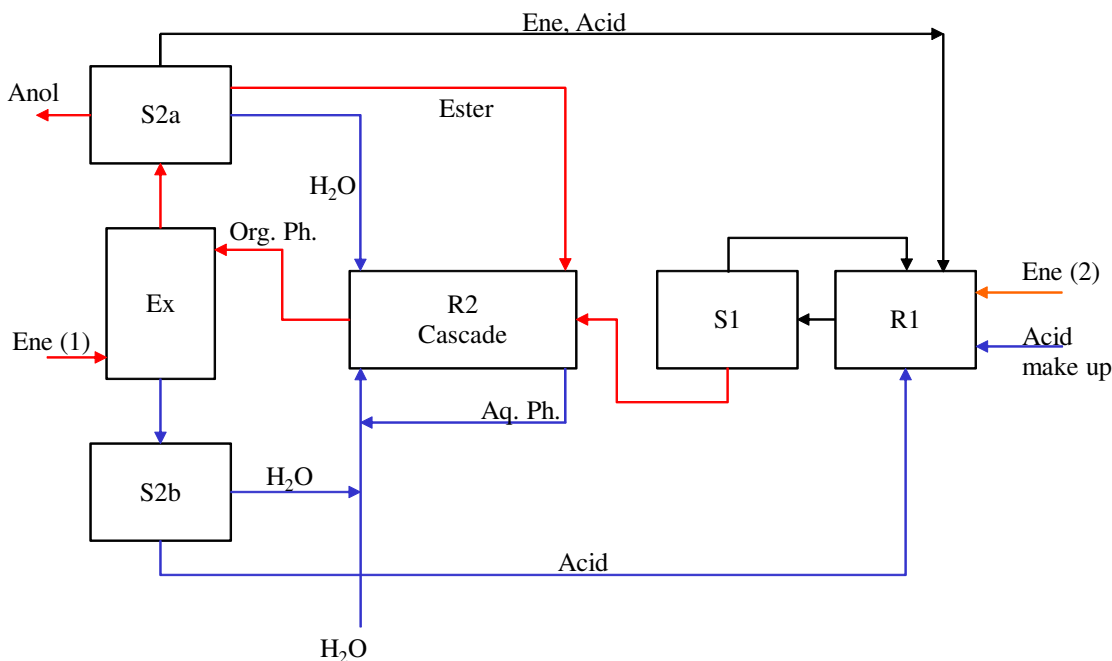 Ene, Acid
Anol
S2a
Ester
H₂O
Org. Ph.
Ex
R2
Cascade
S1
R1
Ene (2)
Ene (1)
Acid
make up
Aq. Ph.
S2b
H₂O
Acid
H₂O